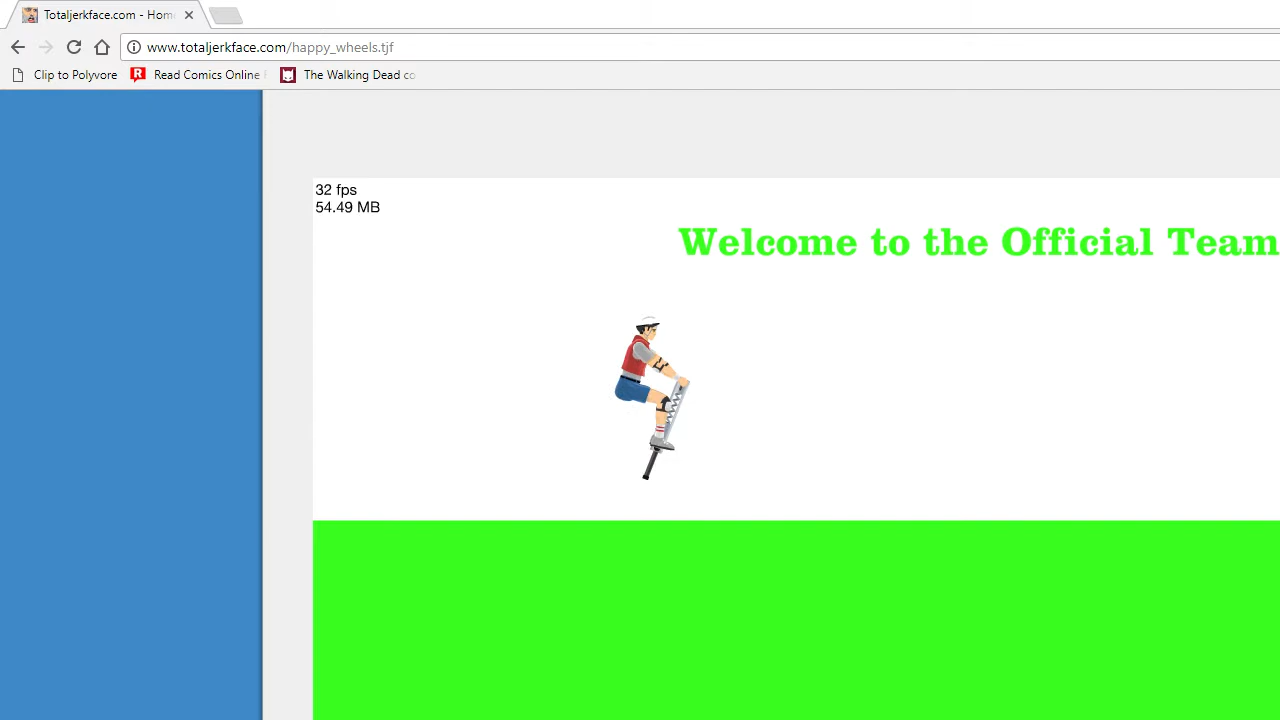 Totaljerkface.com - Hom
www.totaljerkface.com/happy_wheels.tjf
Clip to Polyvore
Read Comics Online
The Walking Dead co
32 fps
54.49 MB
Welcome to the Official Team